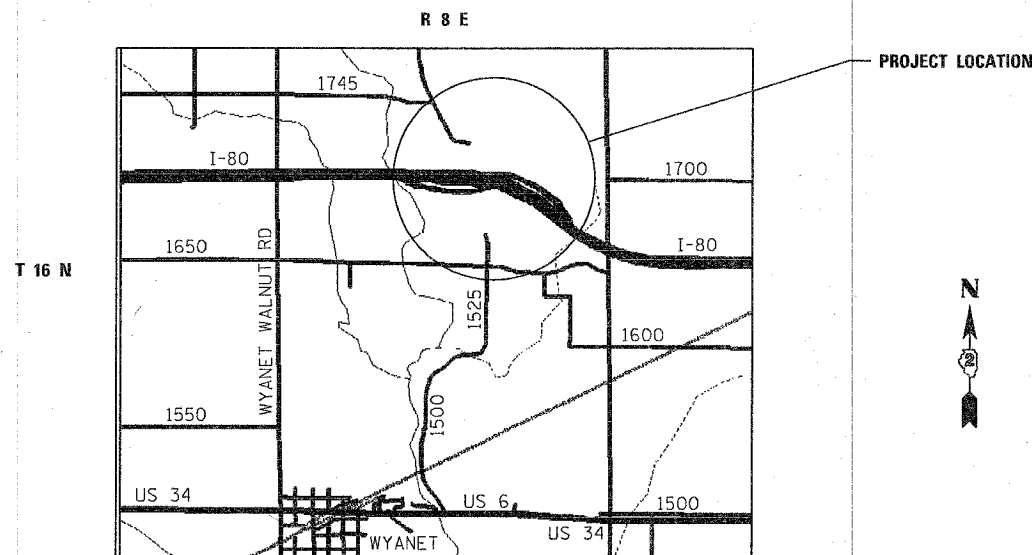 R 8 E
PROJECT LOCATION
1745
I-80
1700
1650
I-80
T 16 N
WYANET WALNUT RD
N
1525
1600
2
1550
1500
US 34
US 6
1500
US 34
WYANET